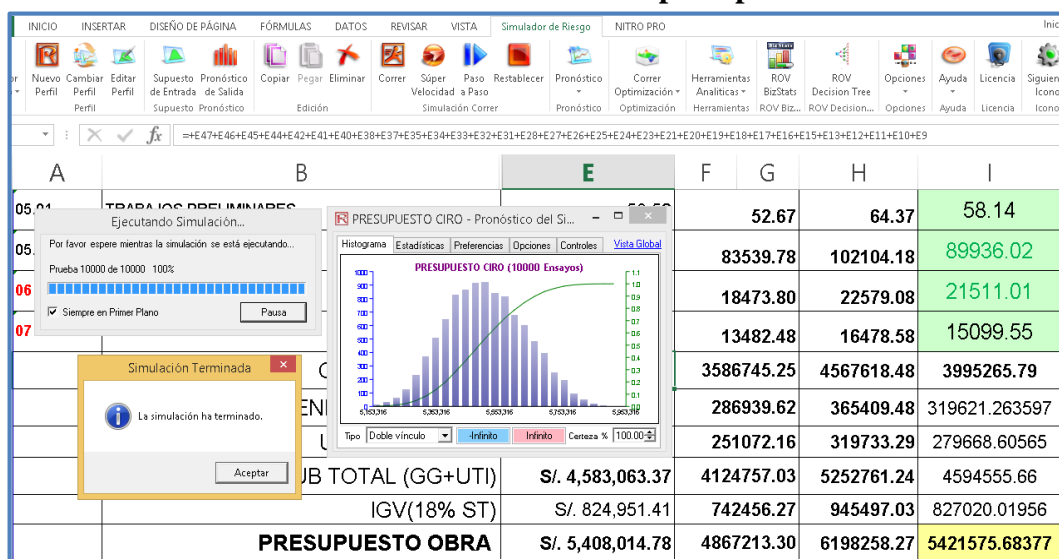 INICIO INSERTAR DISEÑO DE PÁGINA FÓRMULAS DATOS REVISAR VISTA Simulador de Riesgo NITRO PRO
Nuevo Perfil Cambiar Perfil Editar Perfil Supuesto de Entrada Pronóstico de Salida Copiar Pegar Eliminar Correr Súper Velocidad Paso a Paso Restablecer Pronóstico Correr Optimización Herramientas Analiticas ROV BizStats ROV Decision Tree Opciones Ayuda Licencia
Perfil Supuesto Pronóstico Edición Simulación Correr Pronóstico Optimización Herramientas ROV Biz... ROV Decision... Opciones Ayuda Licencia Icono
fx =+E47+E46+E45+E44+E42+E41+E40+E38+E37+E35+E34+E33+E32+E31+E28+E27+E26+E25+E24+E23+E21+E20+E19+E18+E17+E16+E15+E13+E12+E11+E10+E9
A B E F G H I
52.67 64.37 58.14
05. 83539.78 102104.18 89936.02
06 18473.80 22579.08 21511.01
07 13482.48 16478.58 15099.55
3586745.25 4567618.48 3995265.79
286939.62 365409.48 319621.263597
251072.16 319733.29 279668.60565
UB TOTAL (GG+UTI) S/. 4,583,063.37 4124757.03 5252761.24 4594555.66
IGV(18% ST) S/. 824,951.41 742456.27 945497.03 827020.01956
PRESUPUESTO OBRA S/. 5,408,014.78 4867213.30 6198258.27 5421575.68377
Ejecutando Simulación...
Por favor espere mientras la simulación se está ejecutando...
Prueba 10000 de 10000 100%
Siempre en Primer Plano Pausa
Simulación Terminada
La simulación ha terminado.
Aceptar
PRESUPUESTO CIRO - Pronóstico del Si...
Histograma Estadísticas Preferencias Opciones Controles Vista Global
PRESUPUESTO CIRO (10000 Ensayos)
Tipo Doble vínculo -Infinito Infinito Certeza % 100.00